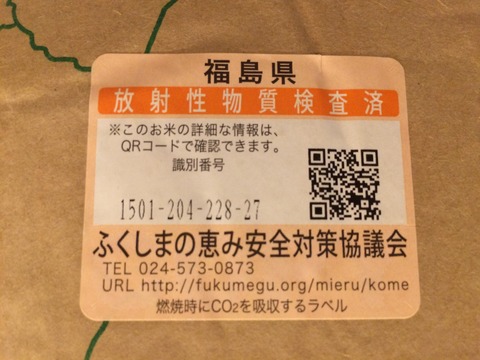 福島県
放射性物質検査済
※このお米の詳細な情報は、
QRコードで確認できます。
識別番号
1501-204-228-27
ふくしまの恵み安全対策協議会
TEL 024-573-0873
URL http://fukumegu.org/mieru/kome
燃焼時にCO2を吸収するラベル